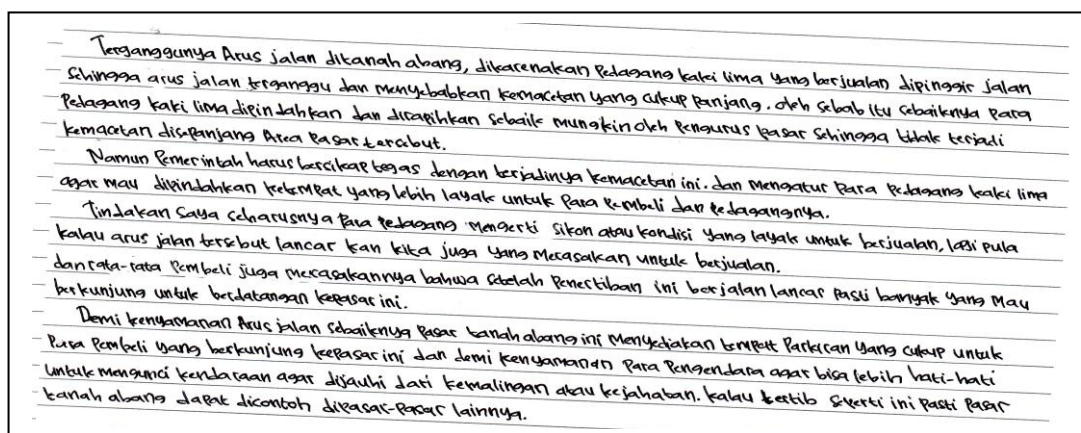 Terganggunya Arus jalan ditanah abang, dikarenakan Pedagang kaki lima yang berjualan dipinggir jalan
Sehingga arus jalan terganggu dan menyebabkan kemacetan yang cukup panjang. oleh sebab itu sebaiknya Para
Pedagang kaki lima dipindahkan dan dirapihkan sebaik mungkin oleh Pengurus Pasar Sehingga tidak terjadi
kemacetan disepanjang Area Pasar tersebut.
Namun Pemerintah harus bersikap tegas dengan terjadinya kemacetan ini. dan mengatur Para Pedagang kaki lima
agar mau dipindahkan ketempat yang lebih layak untuk Para Pembeli dan Pedagangnya.
Tindakan Saya seharusnya Para Pedagang Mengerti Sikon atau kondisi yang layak untuk berjualan, lagi pula
kalau arus jalan tersebut lancar kan kita juga yang Merasakan untuk berjualan.
dan rata-rata Pembeli juga merasakannya bahwa setelah Penertiban ini berjalan lancar Pasti banyak yang Mau
berkunjung untuk berdatangan kepasar ini.
Demi kenyamanan Arus jalan Sebaiknya Pasar tanah abang ini Menyediakan tempat Parkiran Yang cukup untuk
Para Pembeli yang berkunjung kepasar ini dan demi kenyamanan Para Pengendara agar bisa lebih hati-hati
untuk mengunci kendaraan agar dijauhi dari kemalingan atau kejahatan. kalau tertib seperti ini Pasti Pasar
tanah abang dapat dicontoh dipasar-Pasar lainnya.